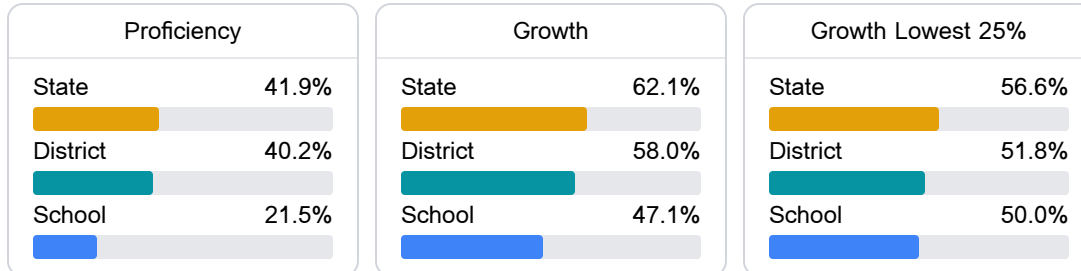 Proficiency
State 41.9%
District 40.2%
School 21.5%
Growth
State 62.1%
District 58.0%
School 47.1%
Growth Lowest 25%
State 56.6%
District 51.8%
School 50.0%